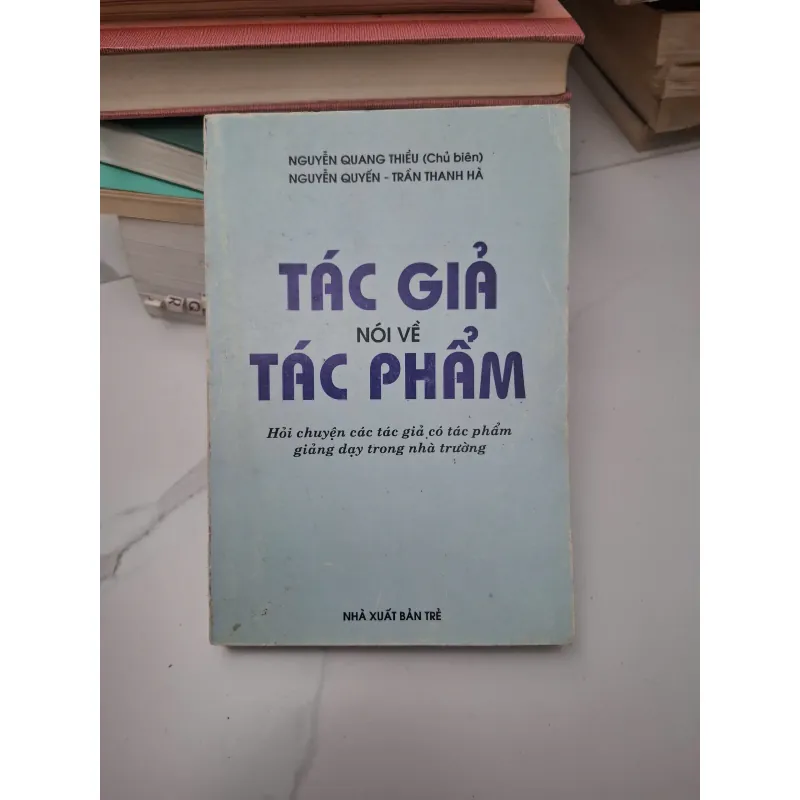 NGUYỄN QUANG THIỀU (Chủ biên)
NGUYỄN QUYẾN - TRẦN THANH HÀ
TÁC GIẢ
NÓI VỀ
TÁC PHẨM
Hỏi chuyện các tác giả có tác phẩm
giảng dạy trong nhà trường
NHÀ XUẤT BẢN TRẺ